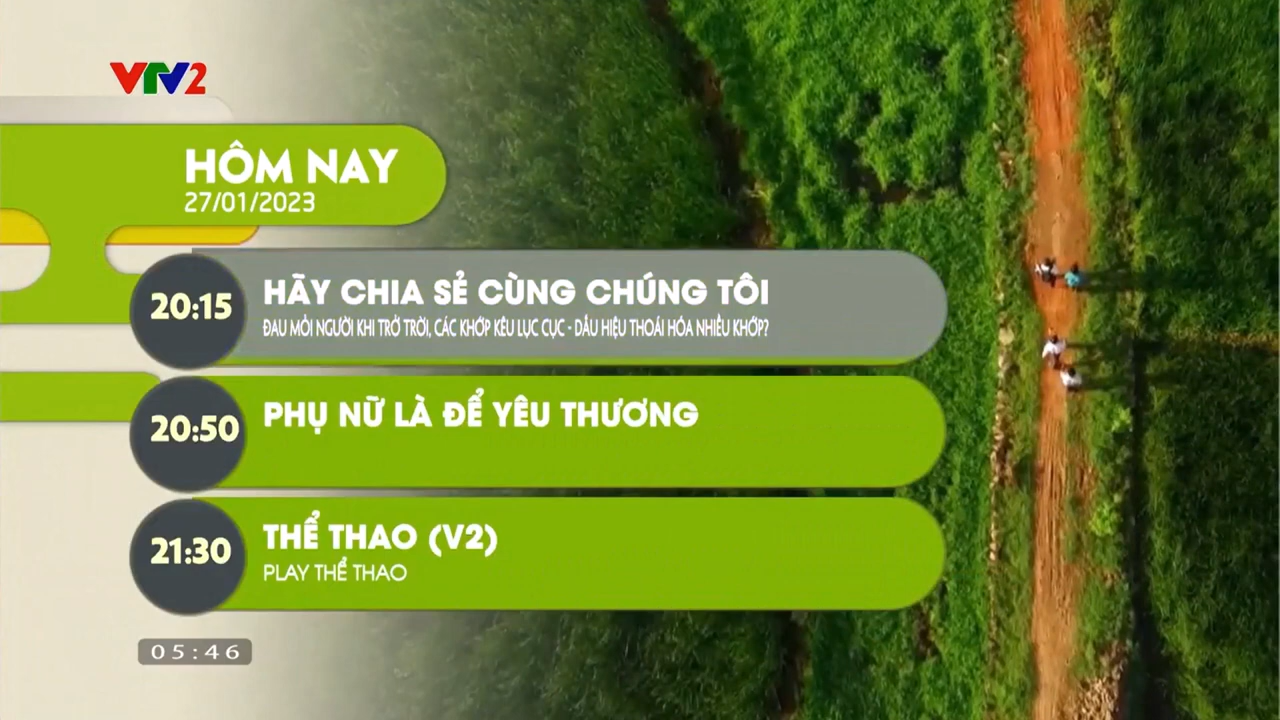 VTV2
HÔM NAY
27/01/2023
20:15
HÃY CHIA SẺ CÙNG CHÚNG TÔI
ĐAU MỎI NGƯỜI KHI TRỞ TRỜI, CÁC KHỚP KÊU LỤC CỤC - DẤU HIỆU THOÁI HÓA NHIỀU KHỚP?
20:50
PHỤ NỮ LÀ ĐỂ YÊU THƯƠNG
21:30
THỂ THAO (V2)
PLAY THỂ THAO
05:46